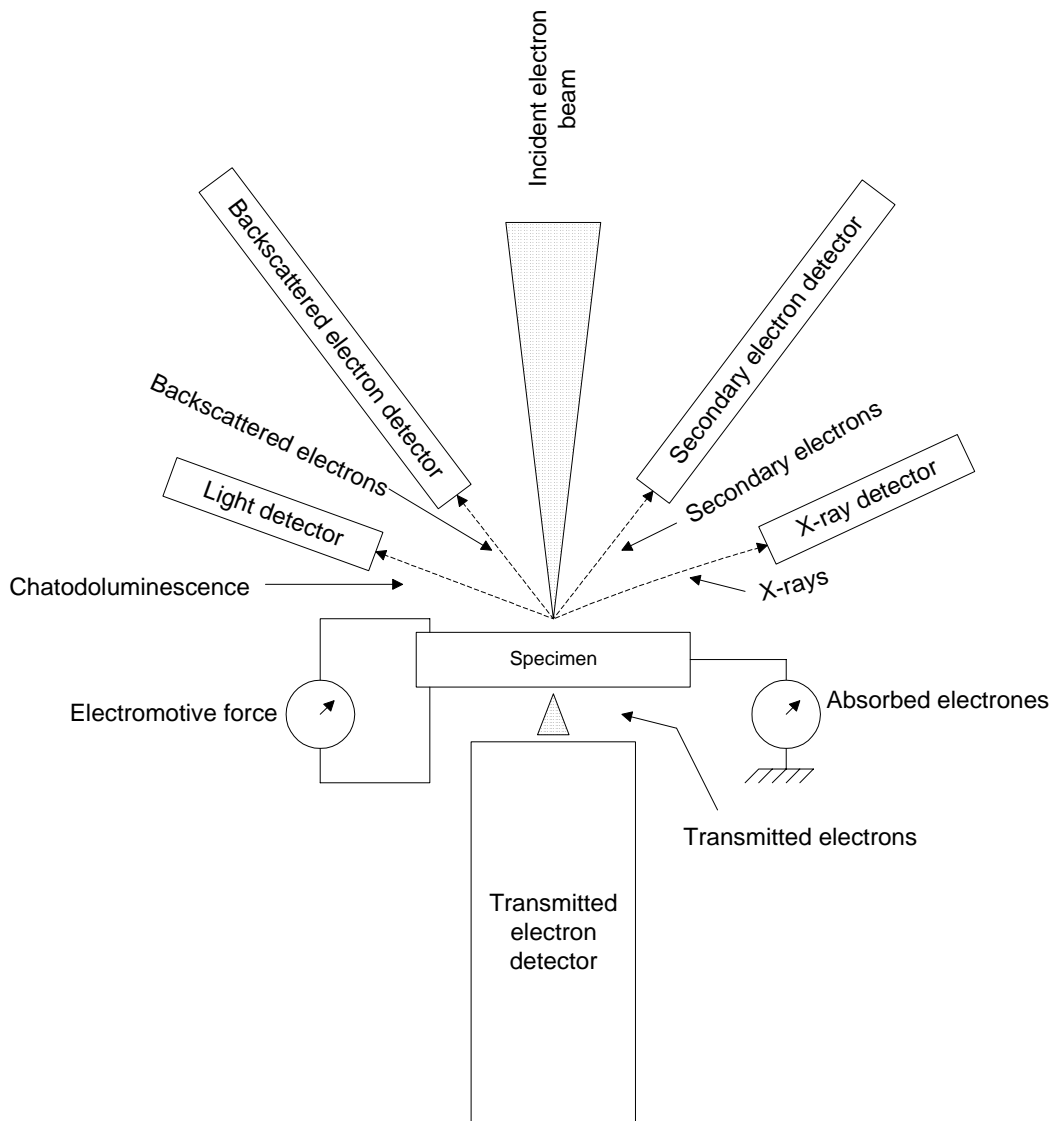 Incident electron
beam
Backscattered electron detector
Secondary electron detector
Backscattered electrons
Secondary electrons
Light detector
X-ray detector
Chatodoluminescence
X-rays
Specimen
Electromotive force
Absorbed electrones
Transmitted electrons
Transmitted
electron
detector